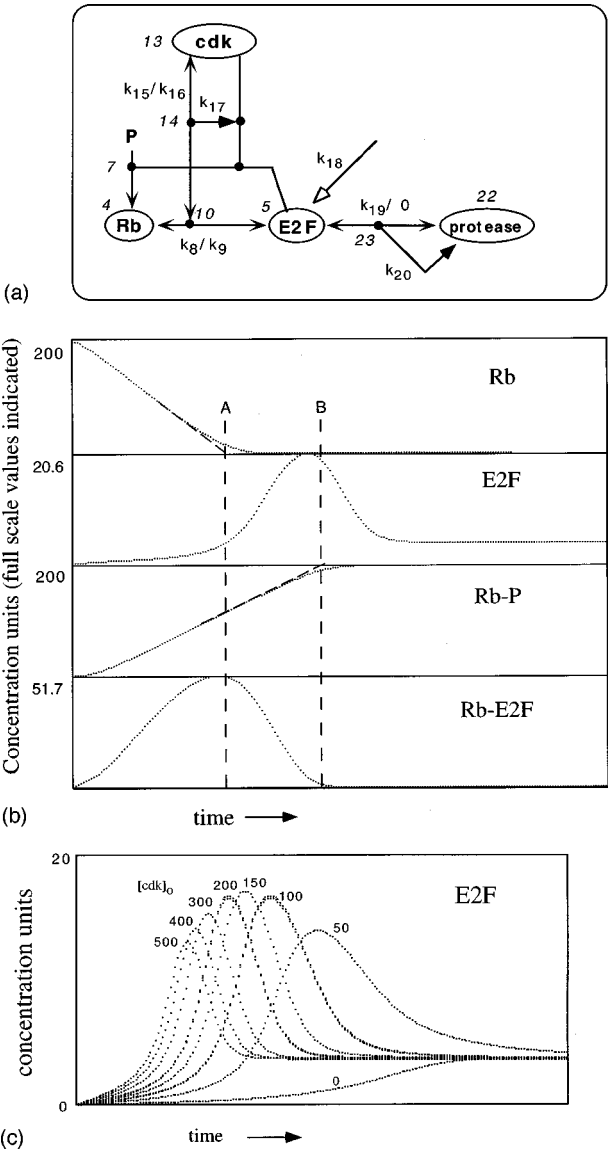 13 cdk
k15/k16
k17
14
P
7
k18
4 10 5 22
Rb E2F k19/ 0 protease
k8/k9 23
k20
(a)
Concentration units (full scale values indicated)
200
A B
Rb
20.6
E2F
200
Rb-P
51.7
Rb-E2F
(b)
time
20
[cdk]o
500 400 300 200 150 100 50
E2F
concentration units
0
0
(c)
time